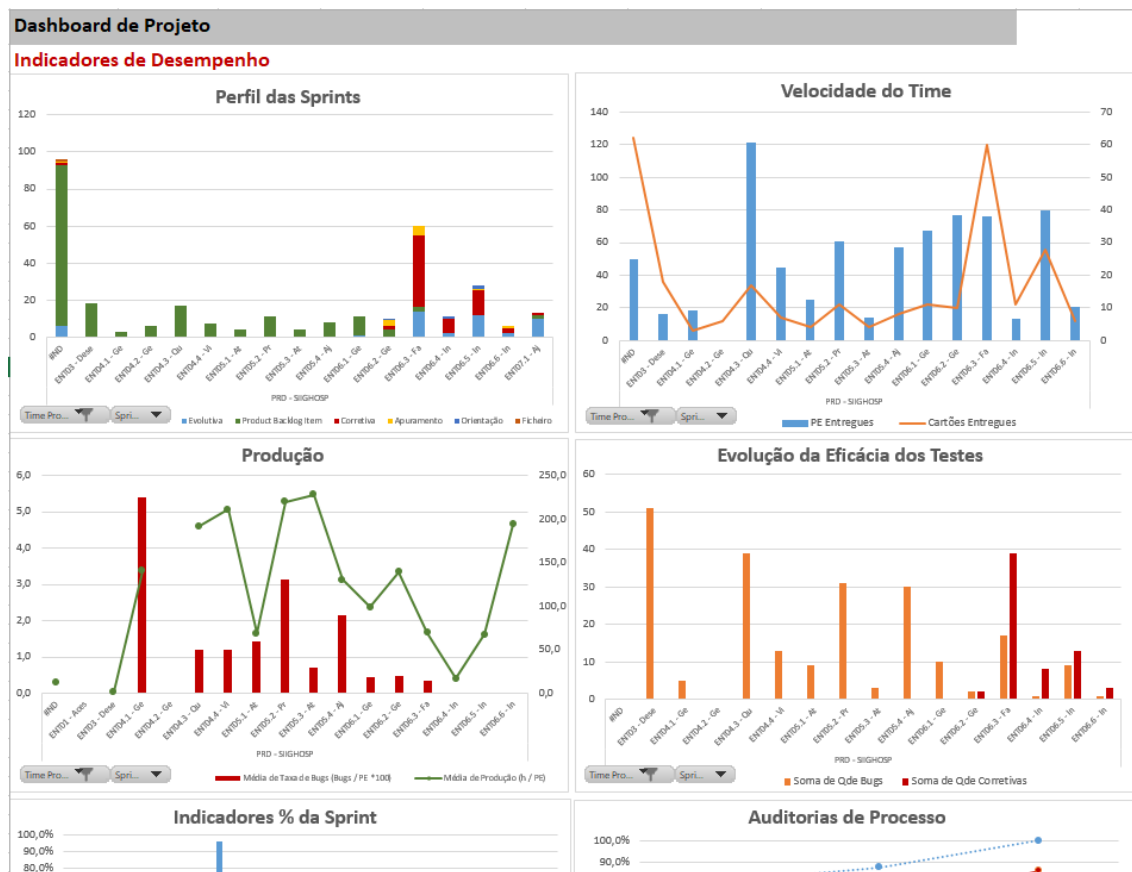 Dashboard de Projeto
Indicadores de Desempenho
Perfil das Sprints
120
100
80
60
40
20
0
#ND
ENT03 - Dese
ENT04.1 - Ge
ENT04.2 - Ge
ENT04.3 - Qu
ENT04.4 - Vi
ENT05.1 - At
ENT05.2 - Pr
ENT05.3 - At
ENT05.4 - Aj
ENT06.1 - Ge
ENT06.2 - Ge
ENT06.3 - Fa
ENT06.4 - In
ENT06.5 - In
ENT06.6 - In
ENT07.1 - Aj
PRD - SIIGHOSP
Time Pro... Spri...
Evolutiva Product Backlog Item Corretiva Apuramento Orientação Ficheiro
Velocidade do Time
140 70
120 60
100 50
80 40
60 30
40 20
20 10
0 0
#ND
ENT03 - Dese
ENT04.1 - Ge
ENT04.2 - Ge
ENT04.3 - Qu
ENT04.4 - Vi
ENT05.1 - At
ENT05.2 - Pr
ENT05.3 - At
ENT05.4 - Aj
ENT06.1 - Ge
ENT06.2 - Ge
ENT06.3 - Fa
ENT06.4 - In
ENT06.5 - In
ENT06.6 - In
PRD - SIIGHOSP
Time Pro... Spri...
PE Entregues Cartões Entregues
Produção
6,0 250,0
5,0 200,0
4,0 150,0
3,0 100,0
2,0 50,0
1,0 0,0
0,0
#ND
ENT01 - Aces
ENT03 - Dese
ENT04.1 - Ge
ENT04.2 - Ge
ENT04.3 - Qu
ENT04.4 - Vi
ENT05.1 - At
ENT05.2 - Pr
ENT05.3 - At
ENT05.4 - Aj
ENT06.1 - Ge
ENT06.2 - Ge
ENT06.3 - Fa
ENT06.4 - In
ENT06.5 - In
ENT06.6 - In
PRD - SIIGHOSP
Time Pro... Spri...
Média de Taxa de Bugs (Bugs / PE *100) Média de Produção (h / PE)
Evolução da Eficácia dos Testes
60
50
40
30
20
10
0
#ND
ENT03 - Dese
ENT04.1 - Ge
ENT04.2 - Ge
ENT04.3 - Qu
ENT04.4 - Vi
ENT05.1 - At
ENT05.2 - Pr
ENT05.3 - At
ENT05.4 - Aj
ENT06.1 - Ge
ENT06.2 - Ge
ENT06.3 - Fa
ENT06.4 - In
ENT06.5 - In
ENT06.6 - In
PRD - SIIGHOSP
Time Pro... Spri...
Soma de Qde Bugs Soma de Qde Corretivas
Indicadores % da Sprint
100,0%
90,0%
80,0%
Auditorias de Processo
100,0%
90,0%